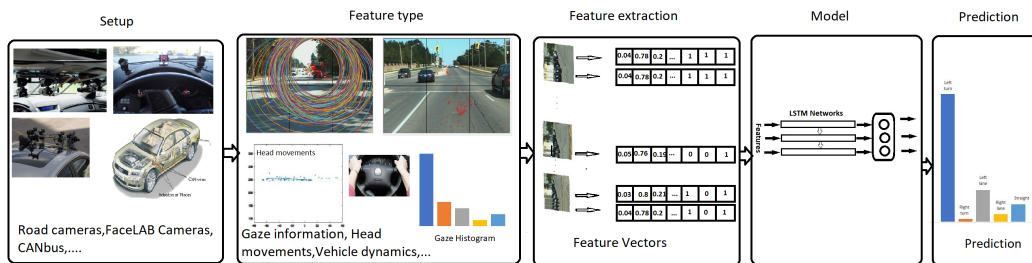 Setup
Feature type
Feature extraction
Model
Prediction
Road cameras,FaceLAB Cameras,
CANbus,....
Head movements
Gaze Histogram
Gaze information, Head
movements,Vehicle dynamics,...
0.04 0.78 0.2 ... 1 1 1
0.04 0.78 0.2 ... 1 1 1
0.05 0.76 0.19 ... 0 0 1
0.03 0.8 0.21 ... 1 0 1
0.04 0.78 0.2 ... 1 0 1
Feature Vectors
LSTM Networks
Features
Left
turn
Right
turn
Left
lane
Right
lane
Straight
Prediction